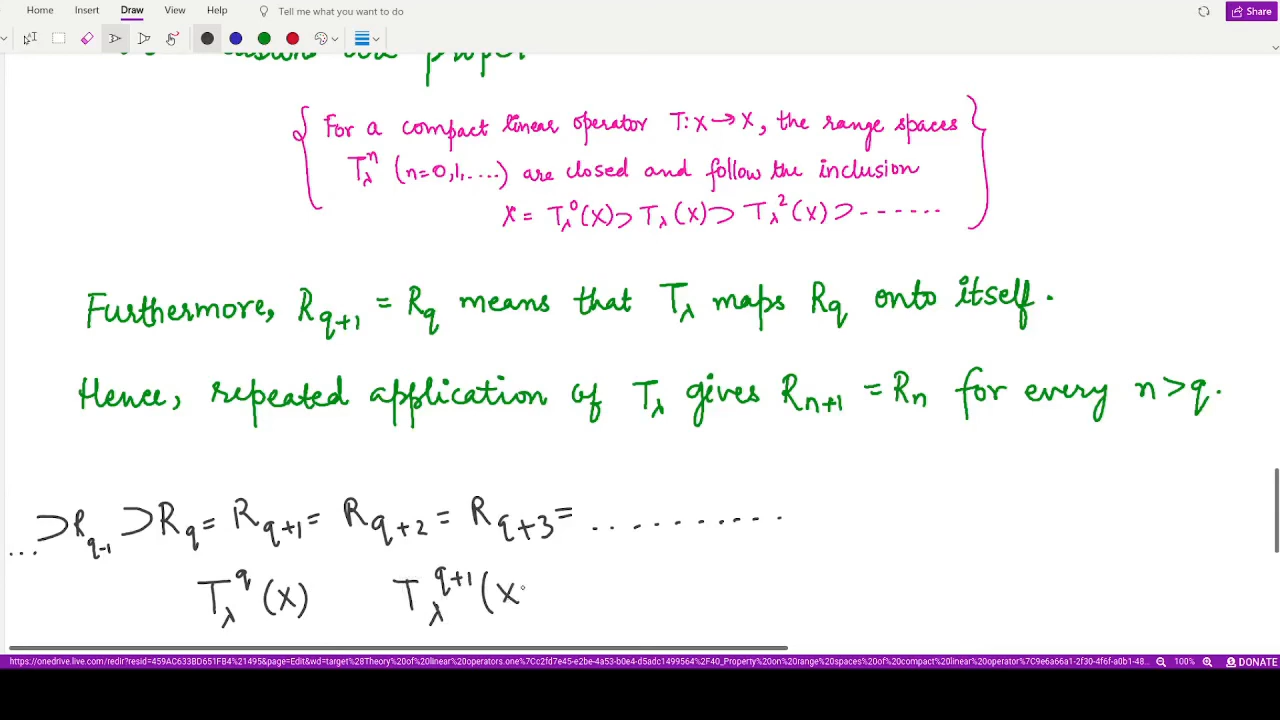 Home Insert Draw View Help Tell me what you want to do Share
are proper
For a compact linear operator T: X→X, the range spaces
T_λ^n (n=0,1,....) are closed and follow the inclusion
X = T_λ^0(X) ⊃ T_λ(X) ⊃ T_λ^2(X) ⊃ -------
Furthermore, R_{q+1} = R_q means that T_λ maps R_q onto itself.
Hence, repeated application of T_λ gives R_{n+1} = R_n for every n>q.
... ⊃ R_{q-1} ⊃ R_q = R_{q+1} = R_{q+2} = R_{q+3} = ...........
T_λ^q (X) T_λ^{q+1} (X
100% DONATE